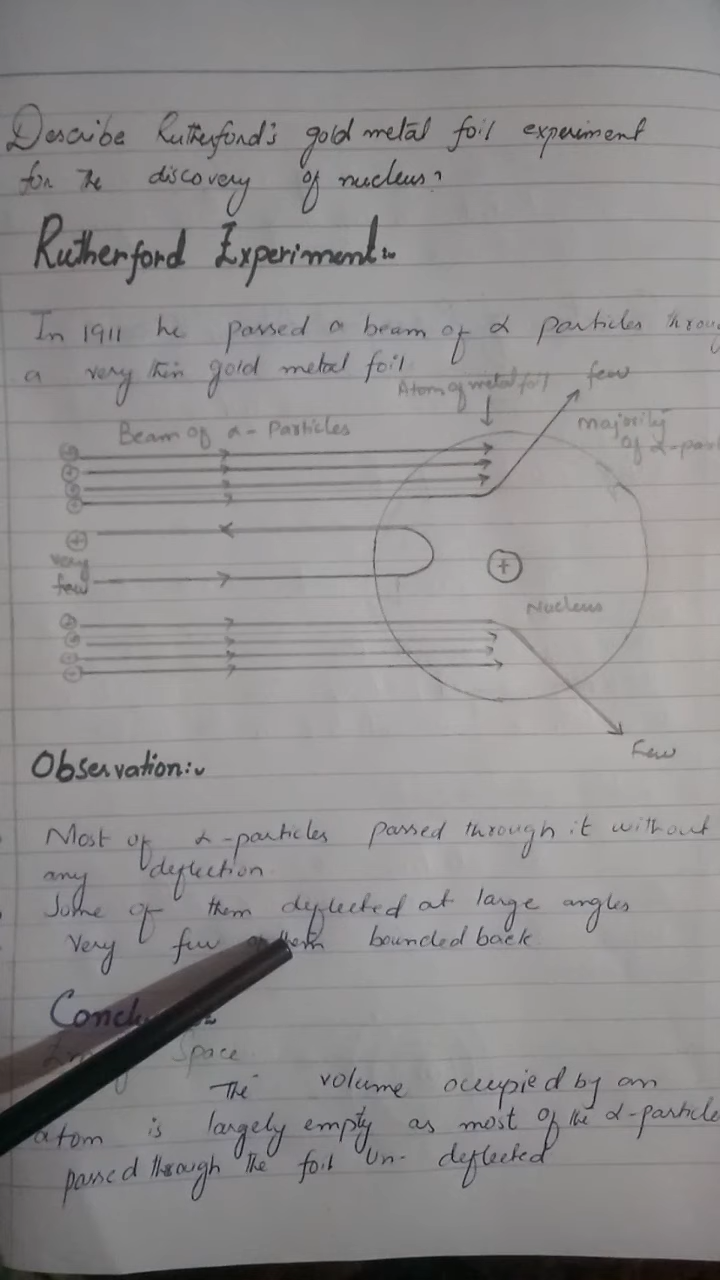 Describe Rutherford's gold metal foil experiment
for the discovery of nucleus?
Rutherford Experiment:~
In 1911 he passed a beam of α particles
a very thin gold metal foil
Atom of metal foil
few
Beam of α- Particles
majority
of α-
+
+
+
very
few
+
Nucleus
Few
Observation:~
Most of α-particles passed through it without
any deflection
Some of them deflected at large angles
Very few of them bounded back
Space
The volume occupied by an
atom is largely empty as most of the α-particle
passed through the foil un- deflected